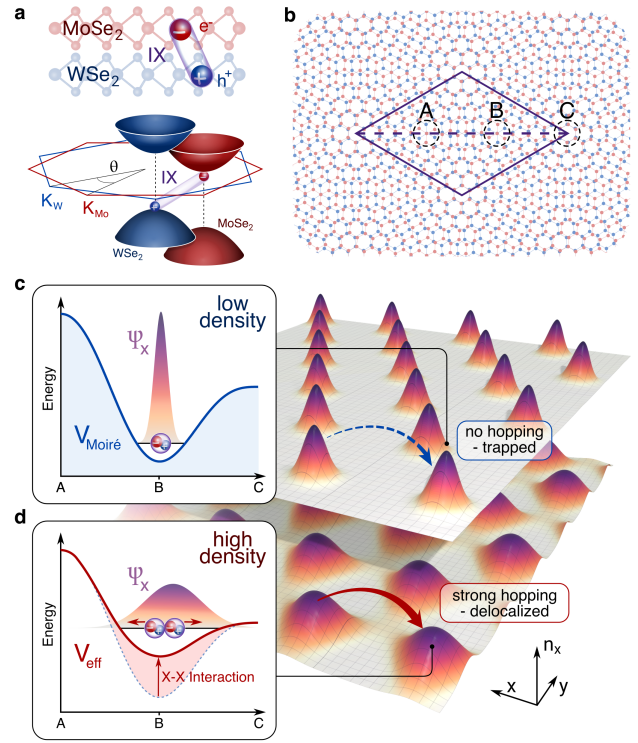 a
MoSe2
e-
IX
WSe2
h+
θ
IX
KW
KMo
MoSe2
WSe2
b
A
B
C
c
low
density
Ψx
Energy
VMoiré
A
B
C
no hopping
- trapped
d
high
density
Ψx
Energy
Veff
X-X Interaction
A
B
C
strong hopping
- delocalized
nx
x
y